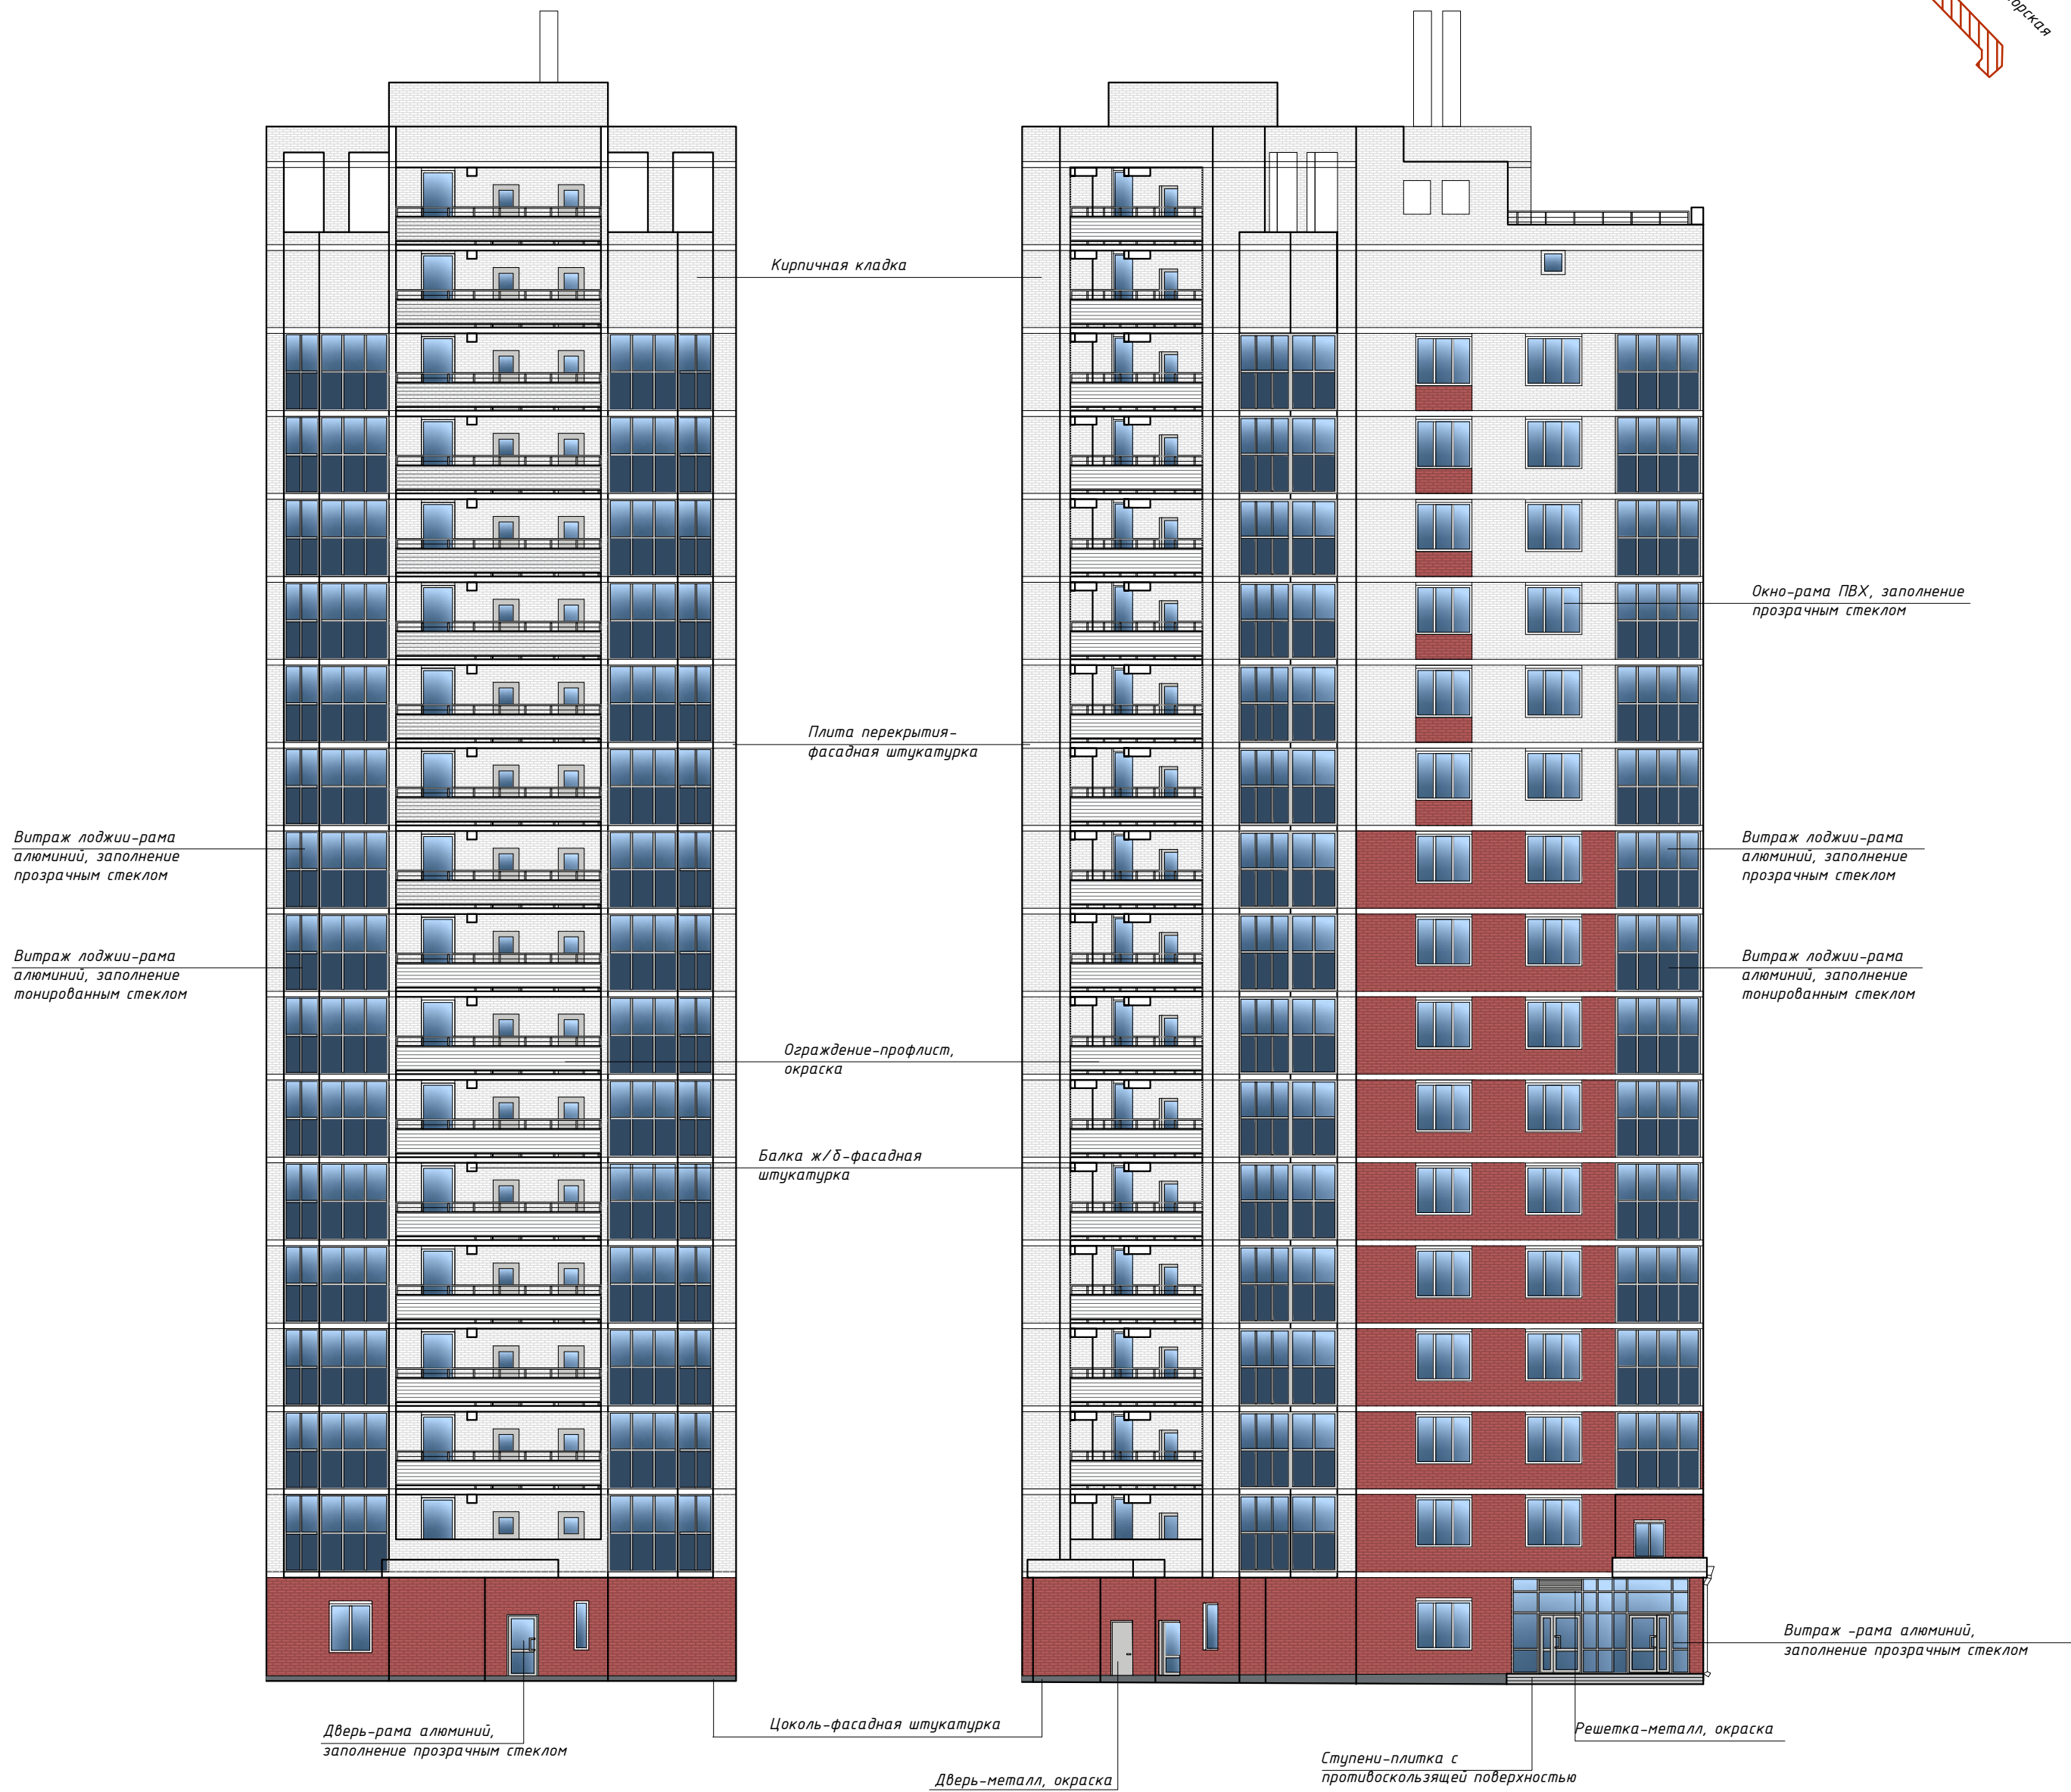 Кирпичная кладка
Окно-рама ПВХ, заполнение
прозрачным стеклом
Плита перекрытия-
фасадная штукатурка
Витраж лоджии-рама
алюминий, заполнение
прозрачным стеклом
Витраж лоджии-рама
алюминий, заполнение
прозрачным стеклом
Витраж лоджии-рама
алюминий, заполнение
тонированным стеклом
Витраж лоджии-рама
алюминий, заполнение
тонированным стеклом
Ограждение-профлист,
окраска
Балка ж/б-фасадная
штукатурка
Витраж -рама алюминий,
заполнение прозрачным стеклом
Дверь-рама алюминий,
заполнение прозрачным стеклом
Цоколь-фасадная штукатурка
Решетка-металл, окраска
Ступени-плитка с
противоскользящей поверхностью
Дверь-металл, окраска